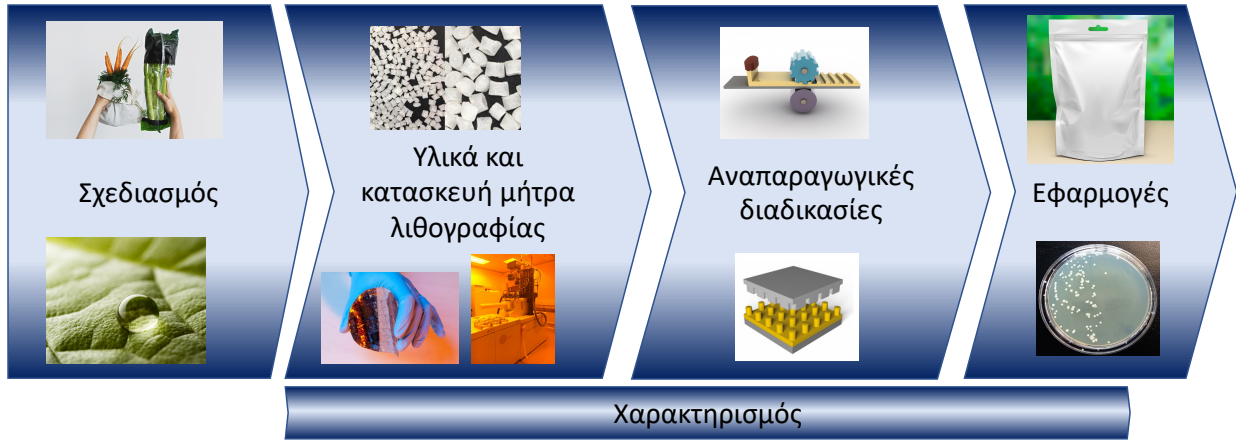 Σχεδιασμός
Υλικά και
κατασκευή μήτρα
λιθογραφίας
Αναπαραγωγικές
διαδικασίες
Εφαρμογές
Χαρακτηρισμός